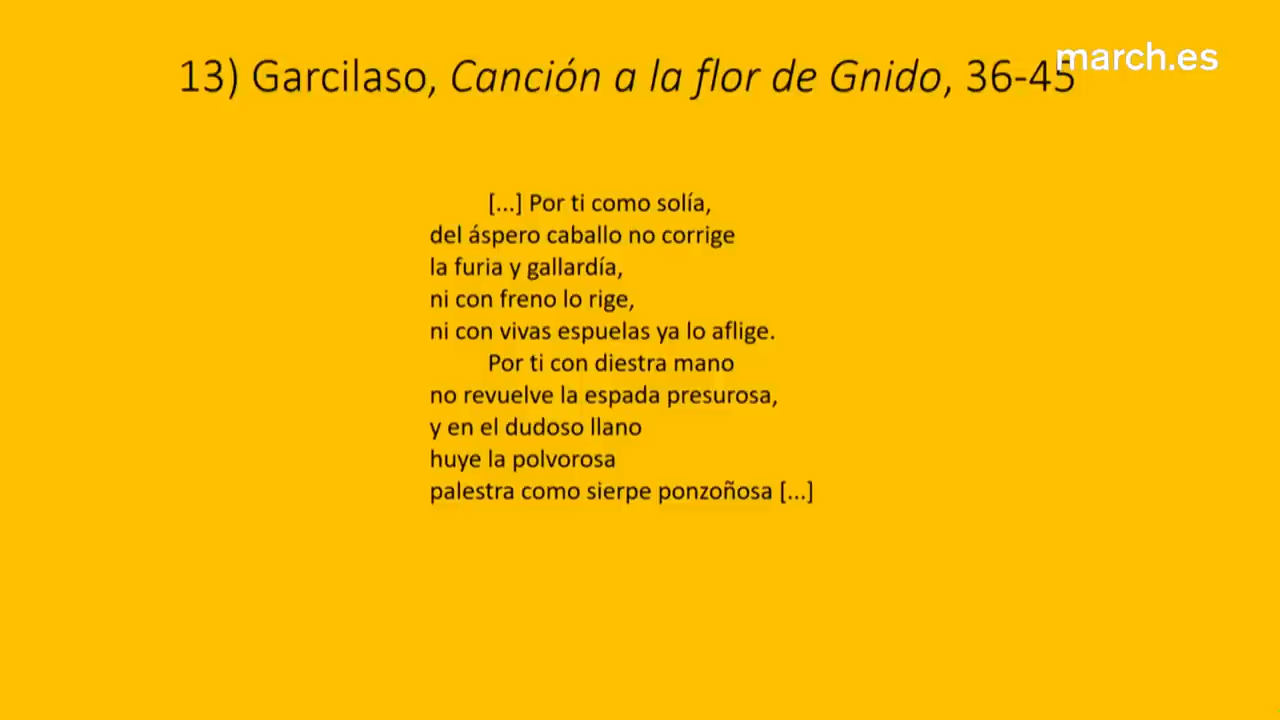 march.es
13) Garcilaso, Canción a la flor de Gnido, 36-45
[...] Por ti como solía,
del áspero caballo no corrige
la furia y gallardía,
ni con freno lo rige,
ni con vivas espuelas ya lo aflige.
Por ti con diestra mano
no revuelve la espada presurosa,
y en el dudoso llano
huye la polvorosa
palestra como sierpe ponzoñosa [...]